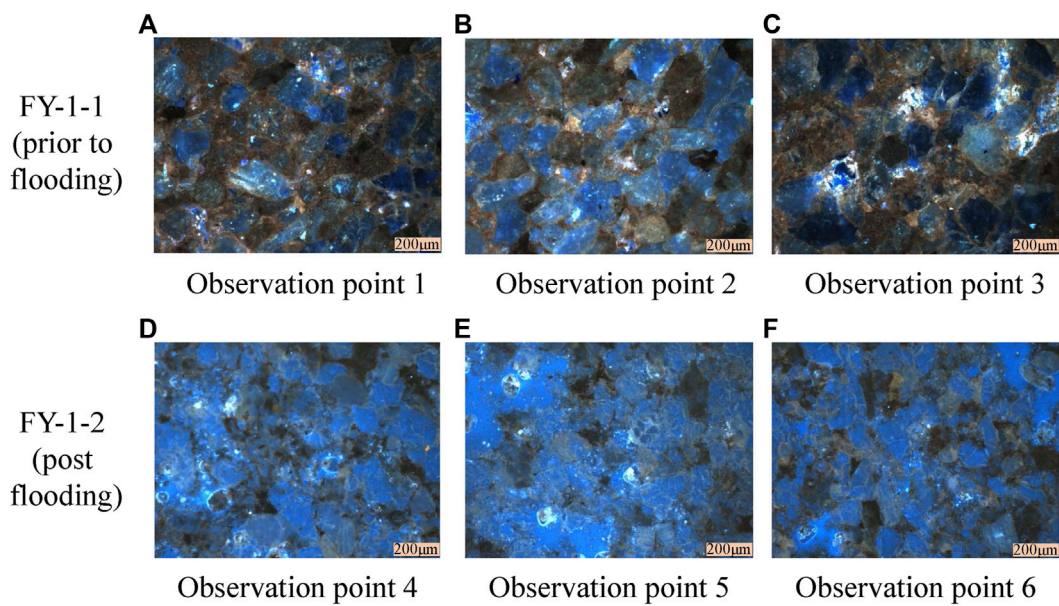 A
B
C
FY-1-1
(prior to
flooding)
200μm
200μm
200μm
Observation point 1
Observation point 2
Observation point 3
D
E
F
FY-1-2
(post
flooding)
200μm
200μm
200μm
Observation point 4
Observation point 5
Observation point 6